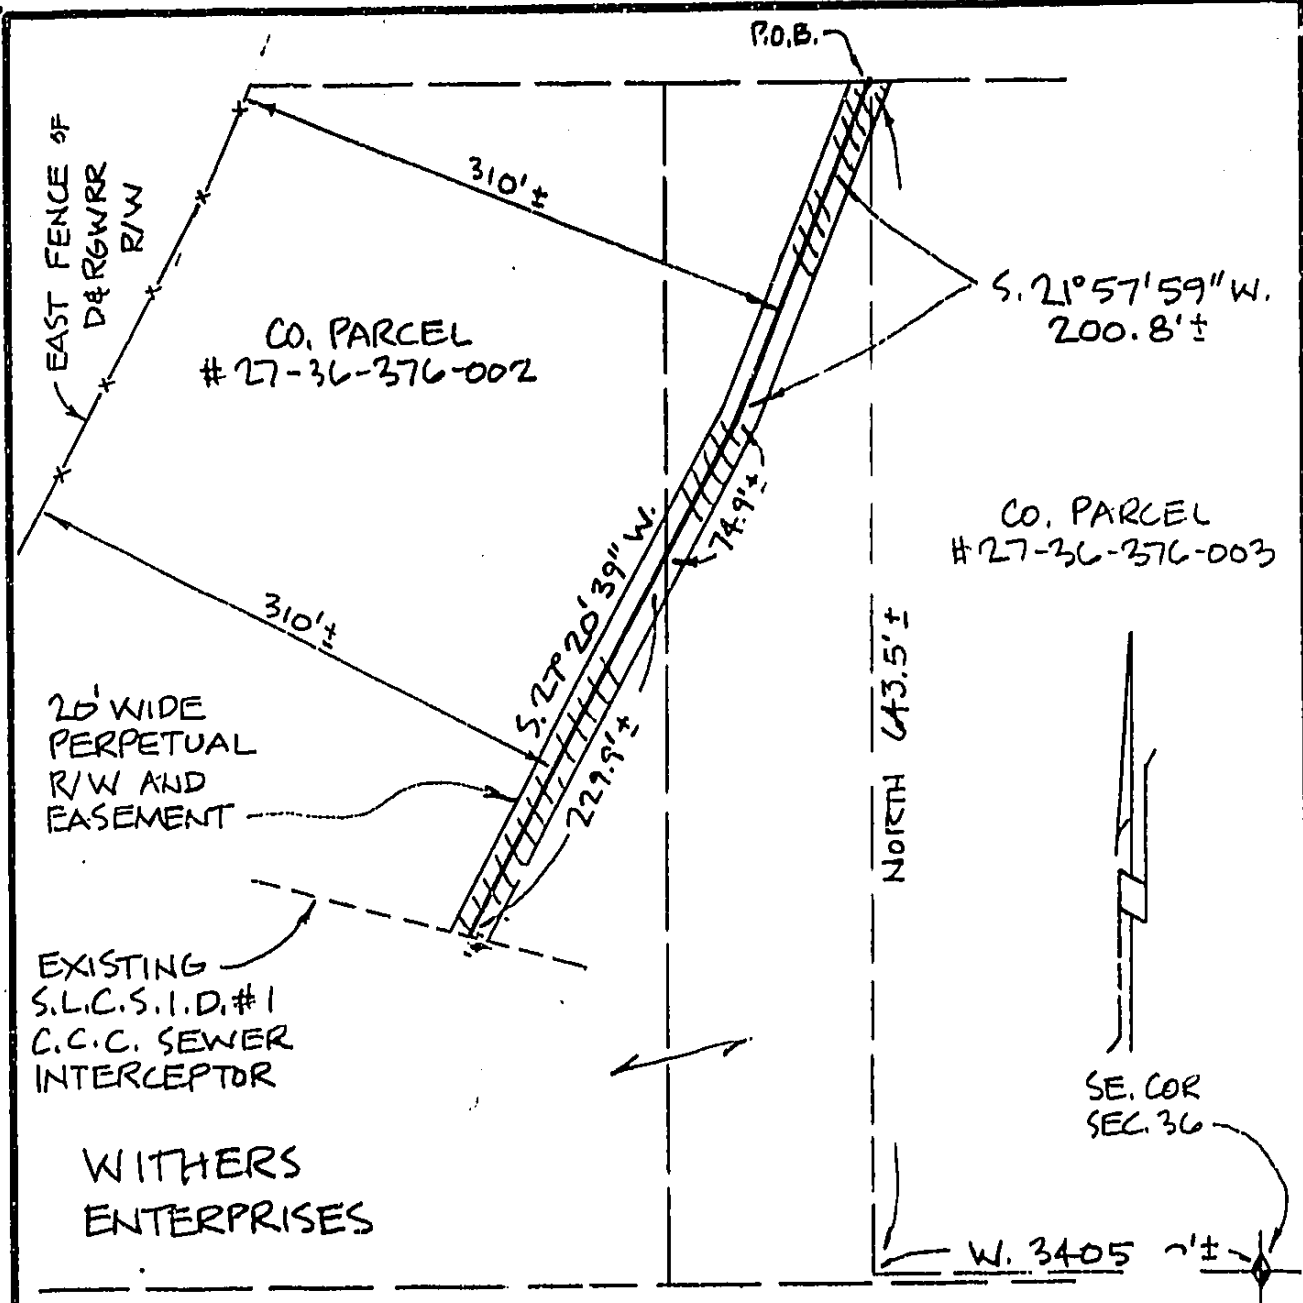 P.O.B.
EAST FENCE OF
D&RGWRR
R/W
310'±
CO. PARCEL
#27-36-376-002
S. 21°57'59" W.
200.8'±
74.9'±
CO. PARCEL
#27-36-376-003
S. 27°20'39" W.
310'±
229.9'±
NORTH 643.5'±
20' WIDE
PERPETUAL
R/W AND
EASEMENT
EXISTING
S.L.C.S.I.D.#1
C.C.C. SEWER
INTERCEPTOR
SE. COR
SEC. 36
WITHERS
ENTERPRISES
W. 3405 '±